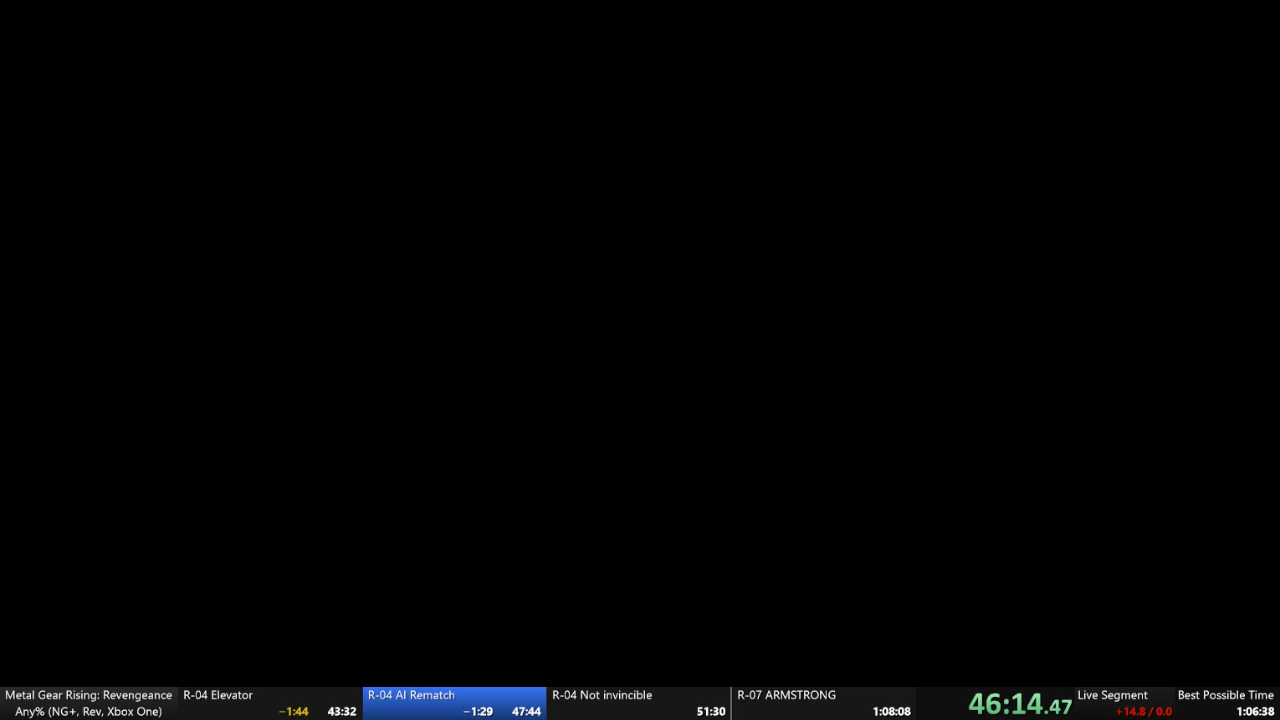 Metal Gear Rising: Revengeance
Any% (NG+, Rev, Xbox One)
R-04 Elevator
−1:44 43:32
R-04 AI Rematch
−1:29 47:44
R-04 Not invincible
51:30
R-07 ARMSTRONG
1:08:08
46:14.47
Live Segment
+14.8 / 0.0
Best Possible Time
1:06:38